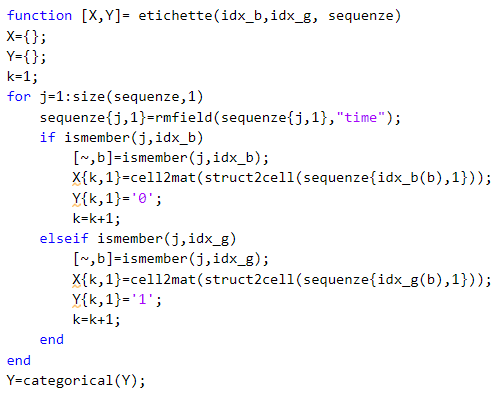 function [X,Y]= etichette(idx_b,idx_g, sequenze)
X={};
Y={};
k=1;
for j=1:size(sequenze,1)
    sequenze{j,1}=rmfield(sequenze{j,1},"time");
    if ismember(j,idx_b)
        [~,b]=ismember(j,idx_b);
        X{k,1}=cell2mat(struct2cell(sequenze{idx_b(b),1}));
        Y{k,1}='0';
        k=k+1;
    elseif ismember(j,idx_g)
        [~,b]=ismember(j,idx_g);
        X{k,1}=cell2mat(struct2cell(sequenze{idx_g(b),1}));
        Y{k,1}='1';
        k=k+1;
    end
end
Y=categorical(Y);